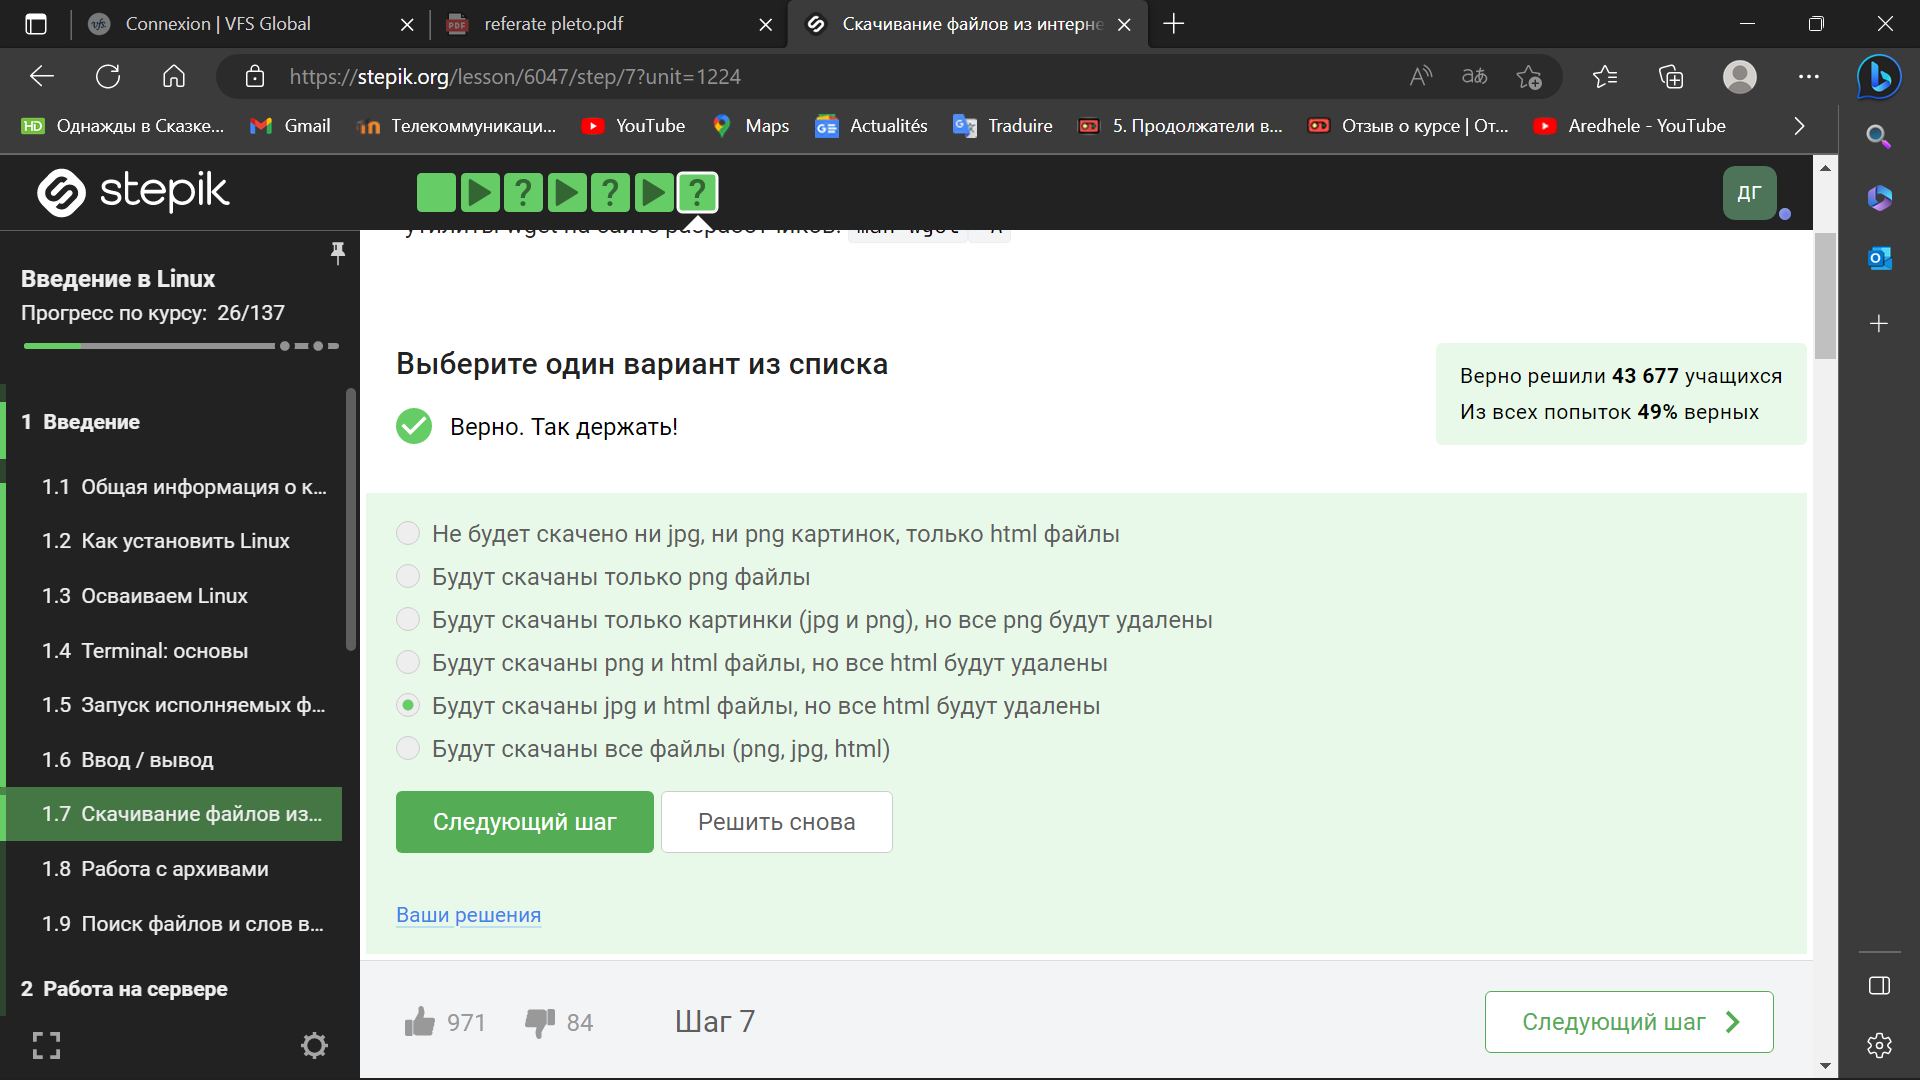 Connexion | VFS Global
referate pleto.pdf
Скачивание файлов из интерне
https://stepik.org/lesson/6047/step/7?unit=1224
Однажды в Сказке...
Gmail
Телекоммуникаци...
YouTube
Maps
Actualités
Traduire
5. Продолжатели в...
Отзыв о курсе | От...
Aredhele - YouTube
stepik
ДГ
Введение в Linux
Прогресс по курсу: 26/137
1 Введение
1.1 Общая информация о к...
1.2 Как установить Linux
1.3 Осваиваем Linux
1.4 Terminal: основы
1.5 Запуск исполняемых ф...
1.6 Ввод / вывод
1.7 Скачивание файлов из...
1.8 Работа с архивами
1.9 Поиск файлов и слов в...
2 Работа на сервере
утилиты wget на сайте разработчиков. man wget
Выберите один вариант из списка
Верно. Так держать!
Верно решили 43 677 учащихся
Из всех попыток 49% верных
Не будет скачено ни jpg, ни png картинок, только html файлы
Будут скачаны только png файлы
Будут скачаны только картинки (jpg и png), но все png будут удалены
Будут скачаны png и html файлы, но все html будут удалены
Будут скачаны jpg и html файлы, но все html будут удалены
Будут скачаны все файлы (png, jpg, html)
Следующий шаг
Решить снова
Ваши решения
971
84
Шаг 7
Следующий шаг